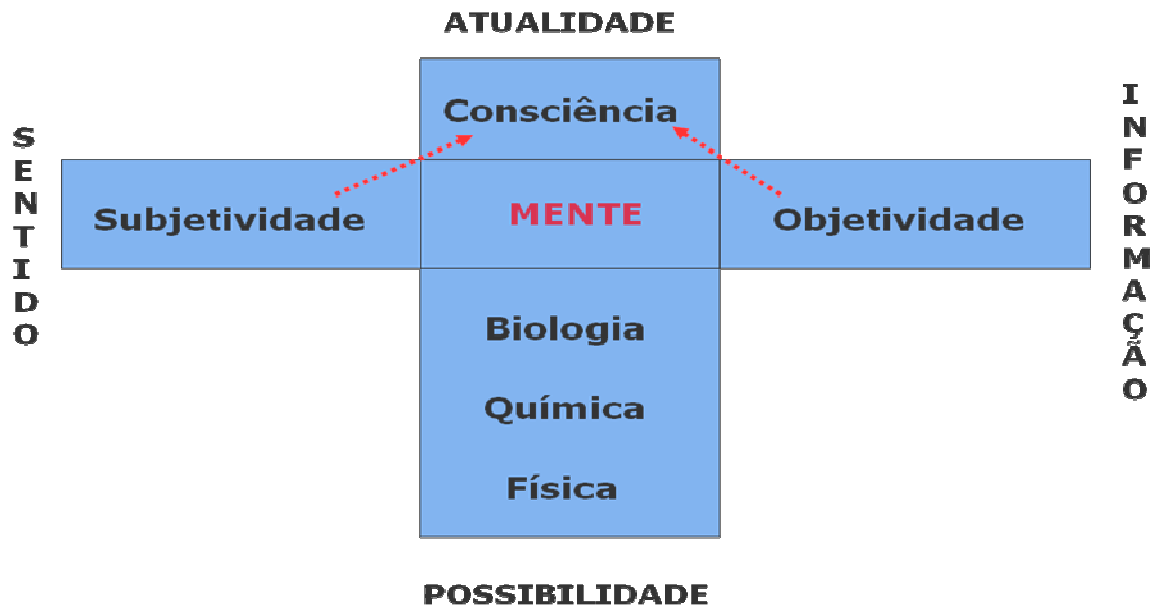 ATUALIDADE
Consciência
SENTIDO
Subjetividade
MENTE
Objetividade
INFORMAÇÃO
Biologia
Química
Física
POSSIBILIDADE